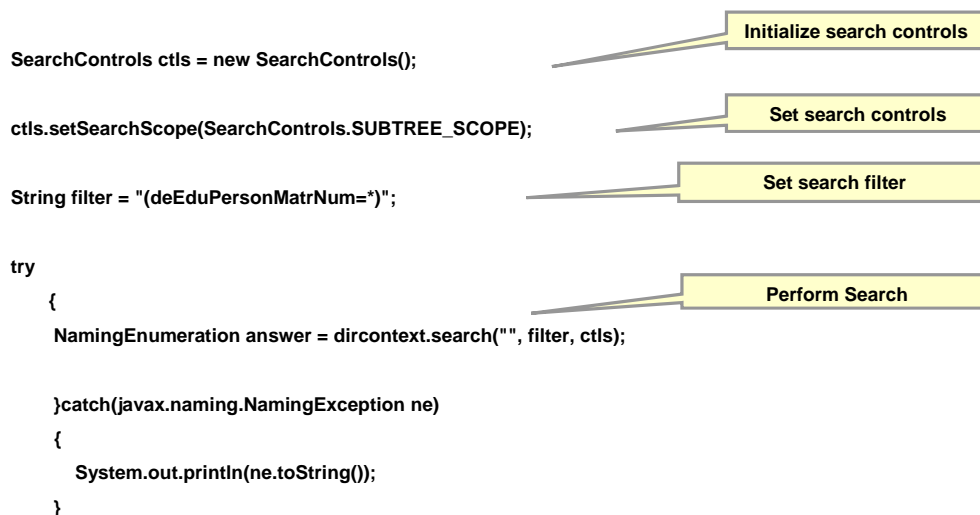 Initialize search controls
SearchControls ctls = new SearchControls();
Set search controls
ctls.setSearchScope(SearchControls.SUBTREE_SCOPE);
Set search filter
String filter = "(deEduPersonMatrNum=*)";
try
{
Perform Search
NamingEnumeration answer = dircontext.search("", filter, ctls);
}catch(javax.naming.NamingException ne)
{
System.out.println(ne.toString());
}